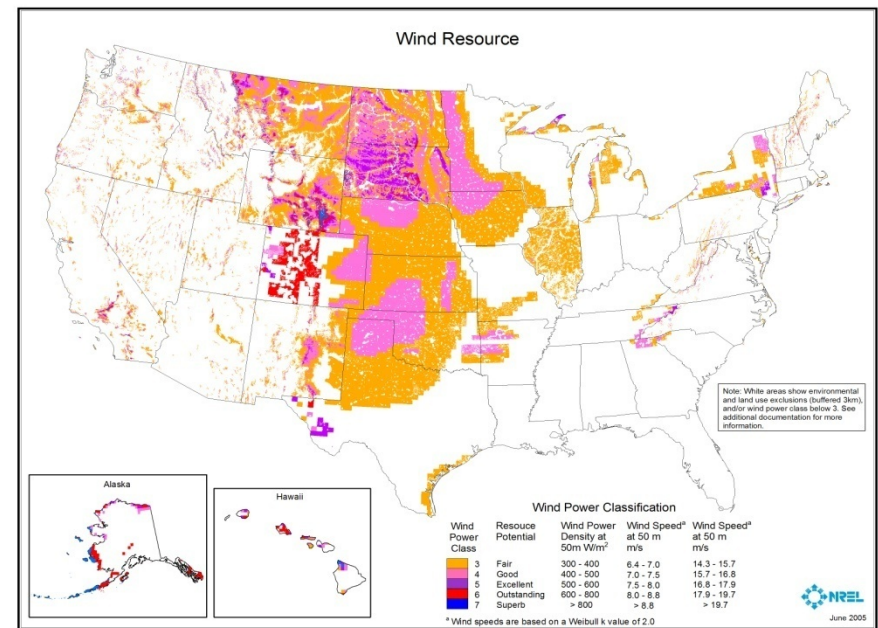 Wind Resource
Note: White areas show environmental
and land use exclusions (buffered 3km),
and/or wind power class below 3. See
additional documentation for more
information.
Alaska
Hawaii
Wind Power Classification
Wind Power Class Resouce Potential Wind Power Density at 50m W/m² Wind Speedᵃ at 50 m m/s Wind Speedᵃ at 50 m m/s
3 Fair 300 - 400 6.4 - 7.0 14.3 - 15.7
4 Good 400 - 500 7.0 - 7.5 15.7 - 16.8
5 Excellent 500 - 600 7.5 - 8.0 16.8 - 17.9
6 Outstanding 600 - 800 8.0 - 8.8 17.9 - 19.7
7 Superb > 800 > 8.8 > 19.7
ᵃ Wind speeds are based on a Weibull k value of 2.0
NREL
June 2005